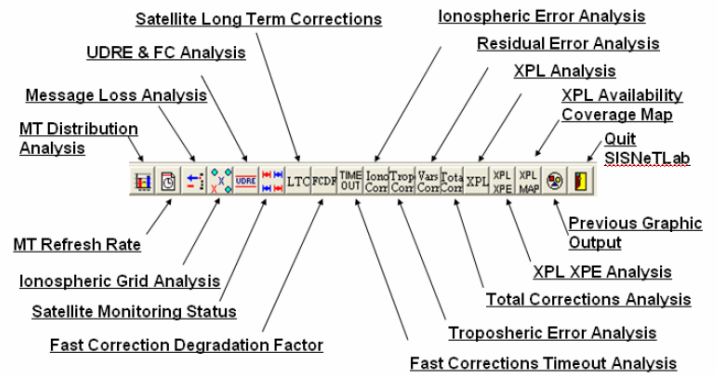 Satellite Long Term Corrections
Ionospheric Error Analysis
UDRE & FC Analysis
Residual Error Analysis
XPL Analysis
Message Loss Analysis
XPL Availability
Coverage Map
MT Distribution
Analysis
Quit
SISNeTLab
UDRE
LTC
FCDF
TIME
OUT
Iono
Corr
Trop
Corr
Vars
Corr
Tota
Corr
XPL
XPL
XPE
XPL
MAP
MT Refresh Rate
Previous Graphic
Output
Ionospheric Grid Analysis
XPL XPE Analysis
Satellite Monitoring Status
Total Corrections Analysis
Fast Correction Degradation Factor
Troposheric Error Analysis
Fast Corrections Timeout Analysis